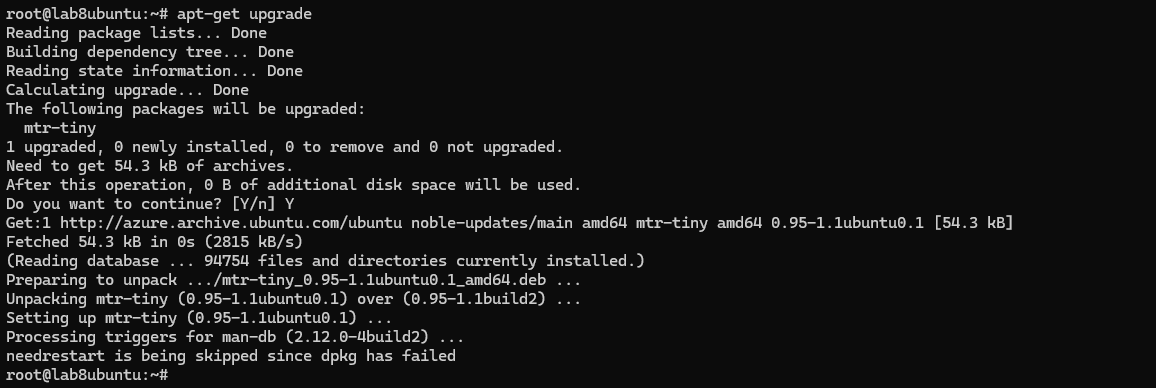 root@lab8ubuntu:~# apt-get upgrade
Reading package lists... Done
Building dependency tree... Done
Reading state information... Done
Calculating upgrade... Done
The following packages will be upgraded:
  mtr-tiny
1 upgraded, 0 newly installed, 0 to remove and 0 not upgraded.
Need to get 54.3 kB of archives.
After this operation, 0 B of additional disk space will be used.
Do you want to continue? [Y/n] Y
Get:1 http://azure.archive.ubuntu.com/ubuntu noble-updates/main amd64 mtr-tiny amd64 0.95-1.1ubuntu0.1 [54.3 kB]
Fetched 54.3 kB in 0s (2815 kB/s)
(Reading database ... 94754 files and directories currently installed.)
Preparing to unpack .../mtr-tiny_0.95-1.1ubuntu0.1_amd64.deb ...
Unpacking mtr-tiny (0.95-1.1ubuntu0.1) over (0.95-1.1build2) ...
Setting up mtr-tiny (0.95-1.1ubuntu0.1) ...
Processing triggers for man-db (2.12.0-4build2) ...
needrestart is being skipped since dpkg has failed
root@lab8ubuntu:~#